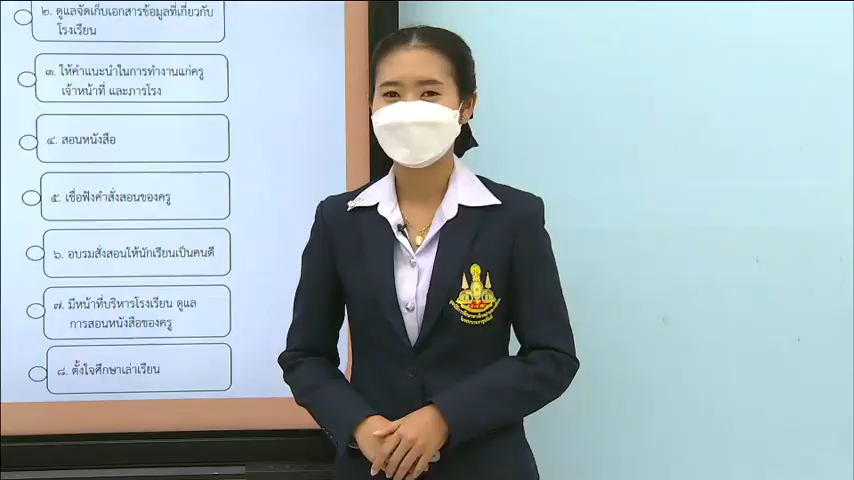 ๒. ดูแลจัดเก็บเอกสารข้อมูลที่เกี่ยวกับ
โรงเรียน
๓. ให้คำแนะนำในการทำงานแก่ครู
เจ้าหน้าที่ และภารโรง
๔. สอนหนังสือ
๕. เชื่อฟังคำสั่งสอนของครู
๖. อบรมสั่งสอนให้นักเรียนเป็นคนดี
๗. มีหน้าที่บริหารโรงเรียน ดูแล
การสอนหนังสือของครู
๘. ตั้งใจศึกษาเล่าเรียน